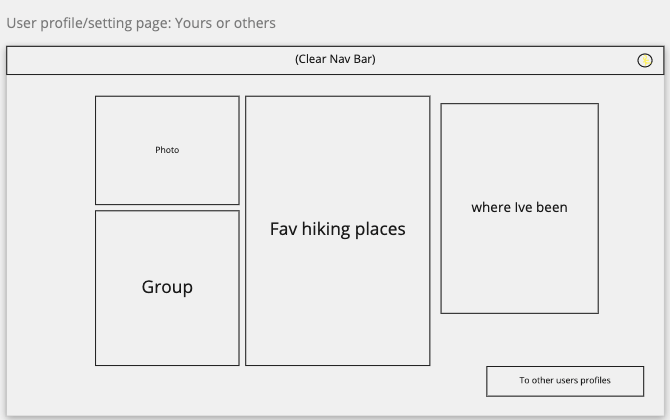 User profile/setting page: Yours or others
(Clear Nav Bar)
Photo
Group
Fav hiking places
where Ive been
To other users profiles